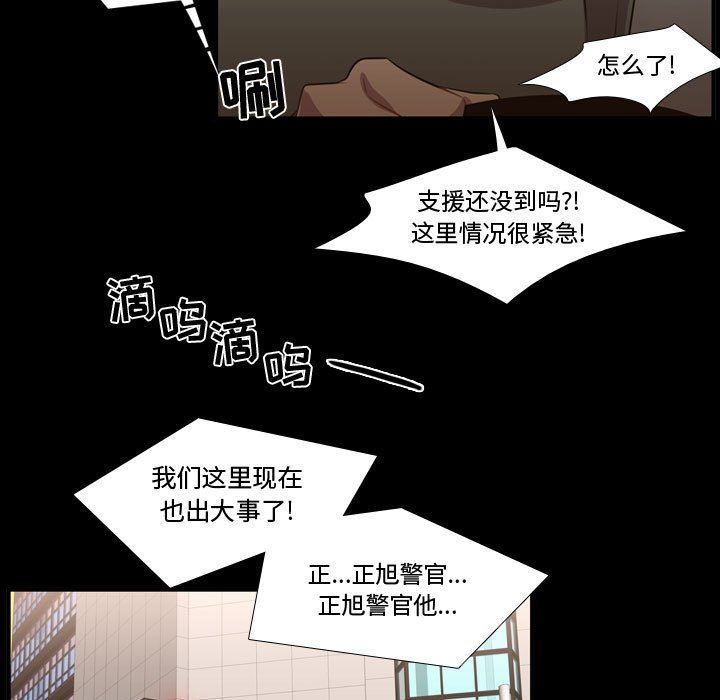 唰
怎么了!
支援还没到吗?!
这里情况很紧急!
滴呜滴呜
我们这里现在
也出大事了!
正...正旭警官...
正旭警官他...